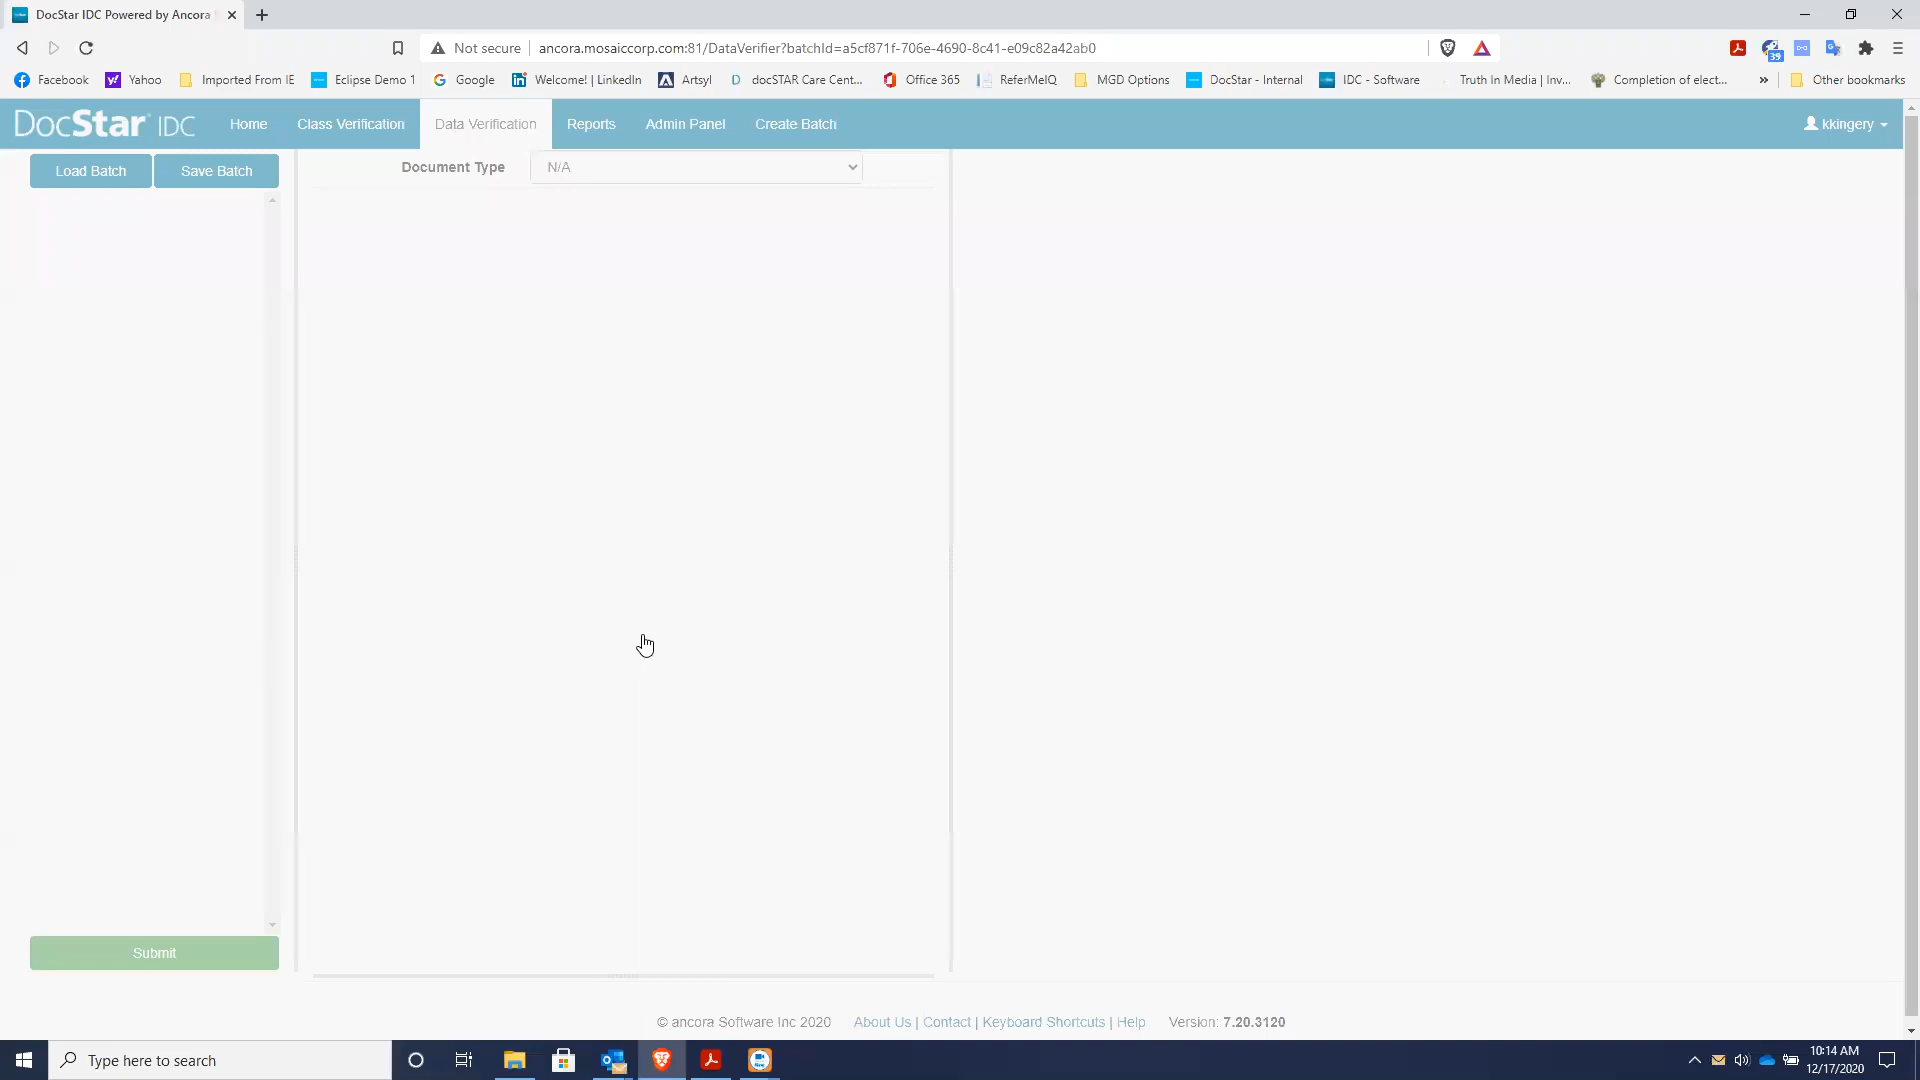 DocStar IDC Powered by Ancora
Not secure
ancora.mosaiccorp.com:81/DataVerifier?batchId=a5cf871f-706e-4690-8c41-e09c82a42ab0
39
Facebook
Yahoo
Imported From IE
Eclipse Demo 1
Google
Welcome! | LinkedIn
Artsyl
docSTAR Care Cent...
Office 365
ReferMeIQ
MGD Options
DocStar - Internal
IDC - Software
Truth In Media | Inv...
Completion of elect...
»
Other bookmarks
DocStar IDC
Home
Class Verification
Data Verification
Reports
Admin Panel
Create Batch
kkingery
Load Batch
Save Batch
Document Type
N/A
Submit
© ancora Software Inc 2020
About Us | Contact | Keyboard Shortcuts | Help
Version: 7.20.3120
Type here to search
10:14 AM
12/17/2020